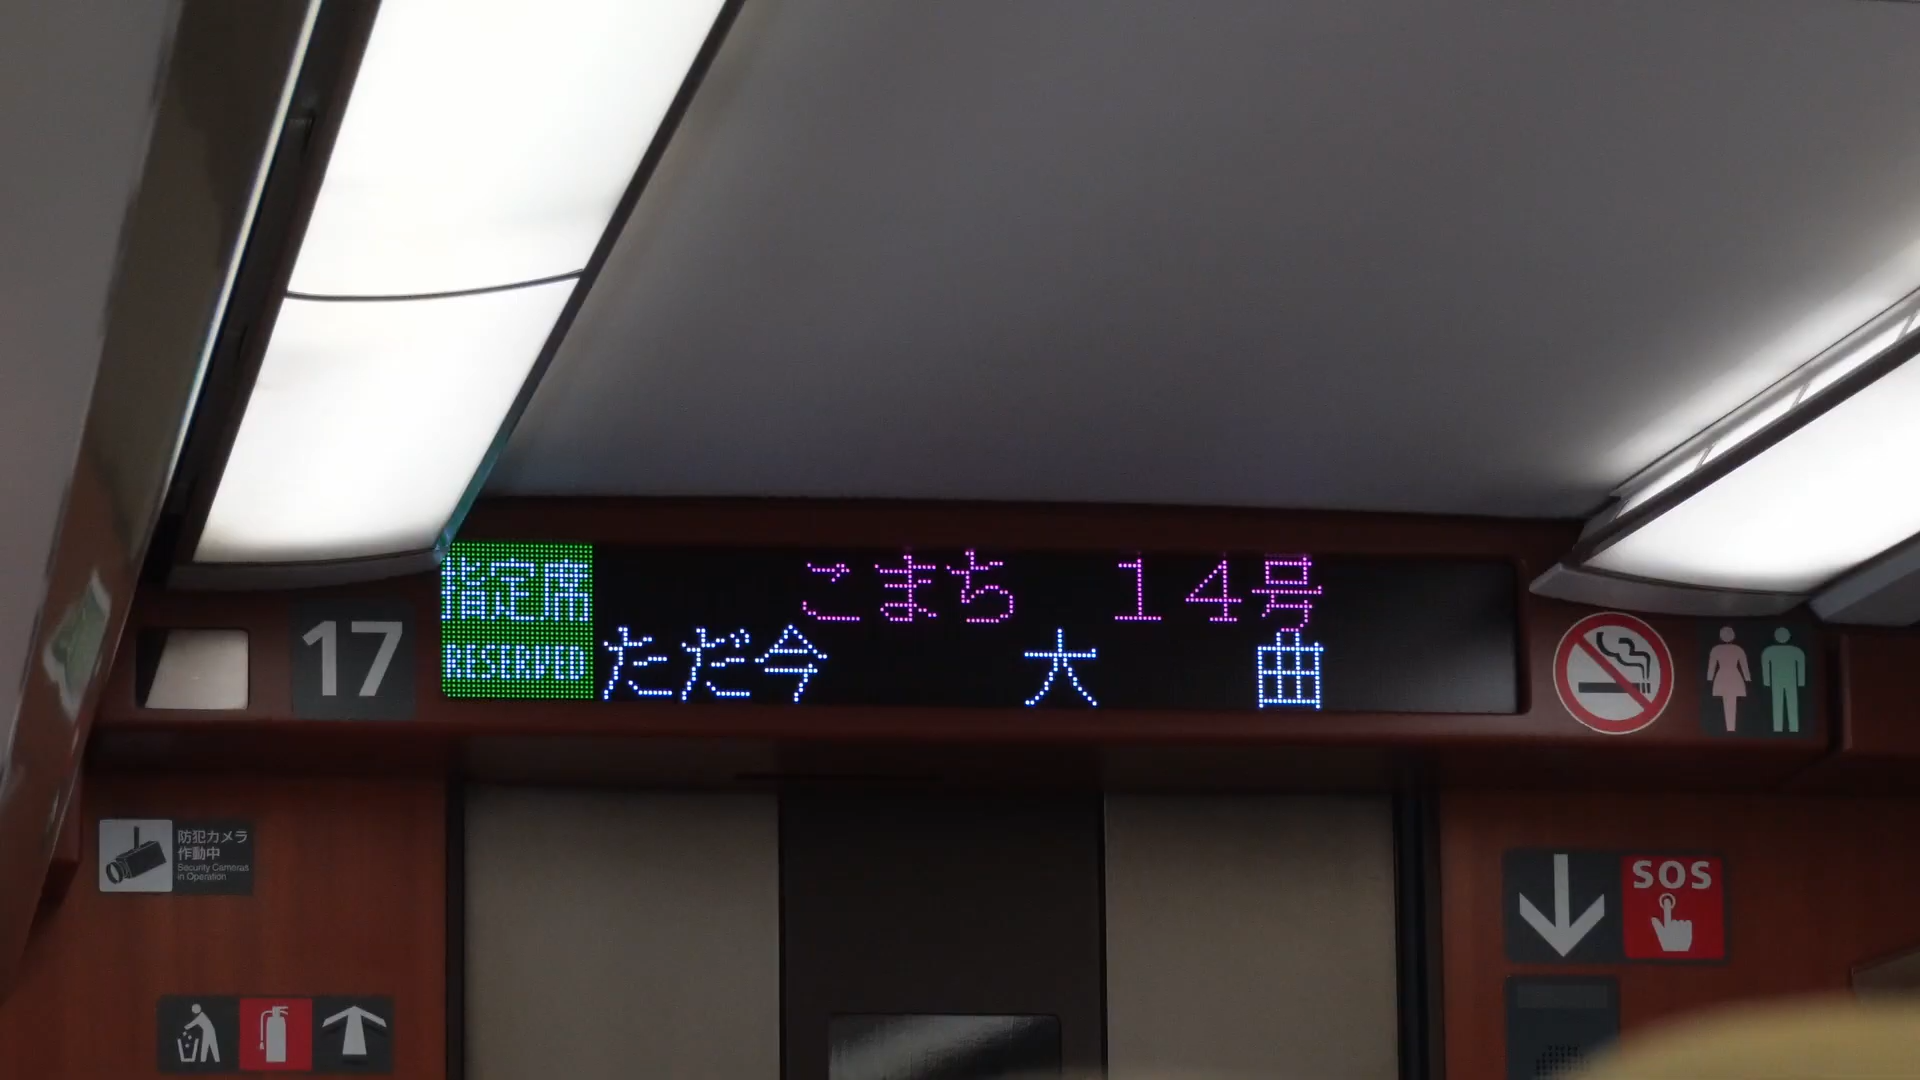 指定席
RESERVED
こまち 14号
ただ今 大 曲
17
防犯カメラ
作動中
Security Cameras
in Operation
SOS